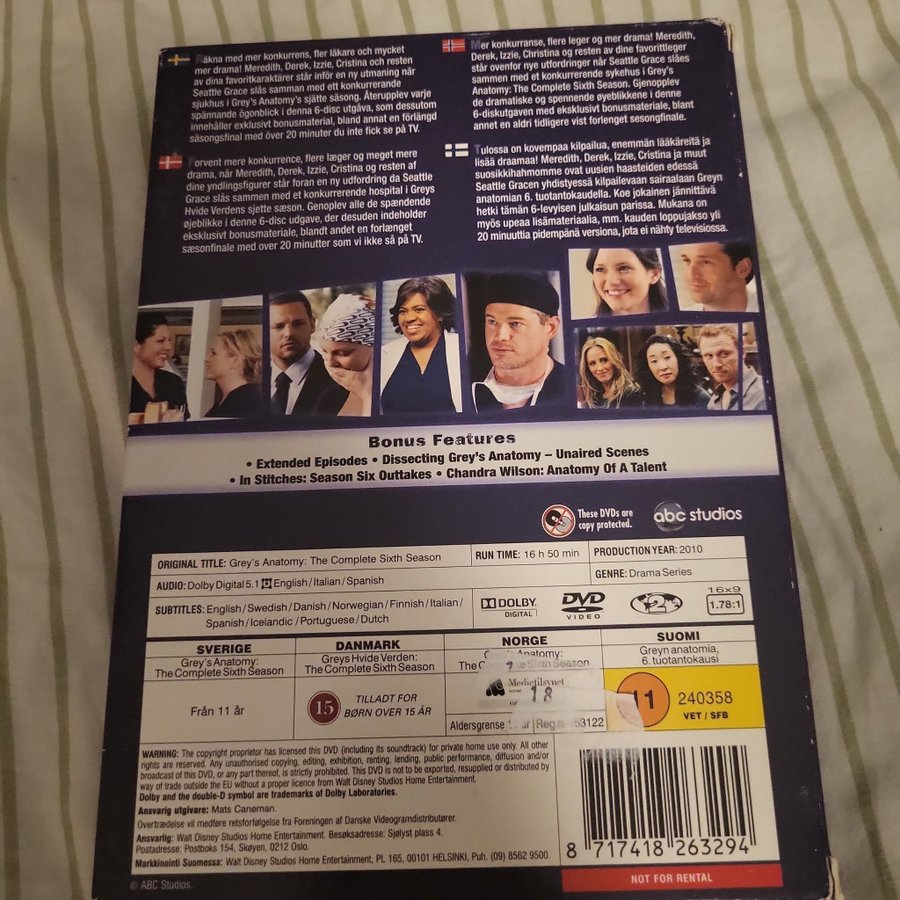 Räkna med mer konkurrens, fler läkare och mycket
mer drama! Meredith, Derek, Izzie, Cristina och resten
av dina favoritkaraktärer står inför en ny utmaning när
Seattle Grace slås samman med ett konkurrerande
sjukhus i Grey's Anatomy's sjätte säsong. Återupplev varje
spännande ögonblick i denna 6-disc utgåva, som dessutom
innehåller exklusivt bonusmaterial, bland annat en förlängd
säsongsfinal med över 20 minuter du inte fick se på TV.
Mer konkurranse, flere leger og mer drama! Meredith,
Derek, Izzie, Christina og resten av dine favorittleger
står ovenfor nye utfordringer når Seattle Grace slåes
sammen med et konkurrerende sykehus i Grey's
Anatomy: The Complete Sixth Season. Gjenopplev
de dramatiske og spennende øyeblikkene i denne
6-diskutgaven med eksklusivt bonusmateriale, blant
annet en aldri tidligere vist forlenget sesongfinale.
Forvent mere konkurrence, flere læger og meget mere
drama, når Meredith, Derek, Izzie, Cristina og resten af
dine yndlingsfigurer står foran en ny udfordring da Seattle
Grace slås sammen med et konkurrerende hospital i Greys
Hvide Verdens sjette sæson. Genoplev alle de spændende
øjeblikke i denne 6-disc udgave, der desuden indeholder
eksklusivt bonusmateriale, blandt andet en forlænget
sæsonfinale med over 20 minutter som vi ikke så på TV.
Tulossa on kovempaa kilpailua, enemmän lääkäreitä ja
lisää draamaa! Meredith, Derek, Izzie, Cristina ja muut
suosikkihahmomme ovat uusien haasteiden edessä
Seattle Gracen yhdistyessä kilpailevaan sairaalaan Greyn
anatomian 6. tuotantokaudella. Koe jokainen jännittävä
hetki tämän 6-levyisen julkaisun parissa. Mukana on
myös upeaa lisämateriaalia, mm. kauden loppujakso yli
20 minuuttia pidempänä versiona, jota ei nähty televisiossa.
Bonus Features
• Extended Episodes • Dissecting Grey's Anatomy – Unaired Scenes
• In Stitches: Season Six Outtakes • Chandra Wilson: Anatomy Of A Talent
These DVDs are
copy protected.
abc studios
ORIGINAL TITLE: Grey's Anatomy: The Complete Sixth Season
RUN TIME: 16 h 50 min
PRODUCTION YEAR: 2010
AUDIO: Dolby Digital 5.1 English/Italian/Spanish
GENRE: Drama Series
SUBTITLES: English/Swedish/Danish/Norwegian/Finnish/Italian/
Spanish/Icelandic/Portuguese/Dutch
DOLBY
DIGITAL
DVD
VIDEO
2
16x9
1.78:1
SVERIGE
Grey's Anatomy:
The Complete Sixth Season
Från 11 år
DANMARK
Greys Hvide Verden:
The Complete Sixth Season
15
TILLADT FOR
BØRN OVER 15 ÅR
NORGE
Anatomy:
Sixth Season
Medietilsynet
18
Aldersgrense
SUOMI
Greyn anatomia,
6. tuotantokausi
11
240358
VET / SFB
WARNING: The copyright proprietor has licensed this DVD (including its soundtrack) for private home use only. All other
rights are reserved. Any unauthorised copying, editing, exhibition, renting, lending, public performance, diffusion and/or
broadcast of this DVD, or any part thereof, is strictly prohibited. This DVD is not to be exported, resupplied or distributed by
way of trade outside the EU without a proper licence from Walt Disney Studios Home Entertainment.
Dolby and the double-D symbol are trademarks of Dolby Laboratories.
Ansvarig utgivare: Mats Caneman.
Overtrædelse vil medføre retsforfølgelse fra Foreningen af Danske Videogramdistributører.
Ansvarlig: Walt Disney Studios Home Entertainment. Besøksadresse: Sjølyst plass 4.
Postadresse: Postboks 154, Skøyen, 0212 Oslo.
Markkinointi Suomessa: Walt Disney Studios Home Entertainment, PL 165, 00101 HELSINKI, Puh. (09) 8562 9500.
© ABC Studios.
8 717418 263294
NOT FOR RENTAL